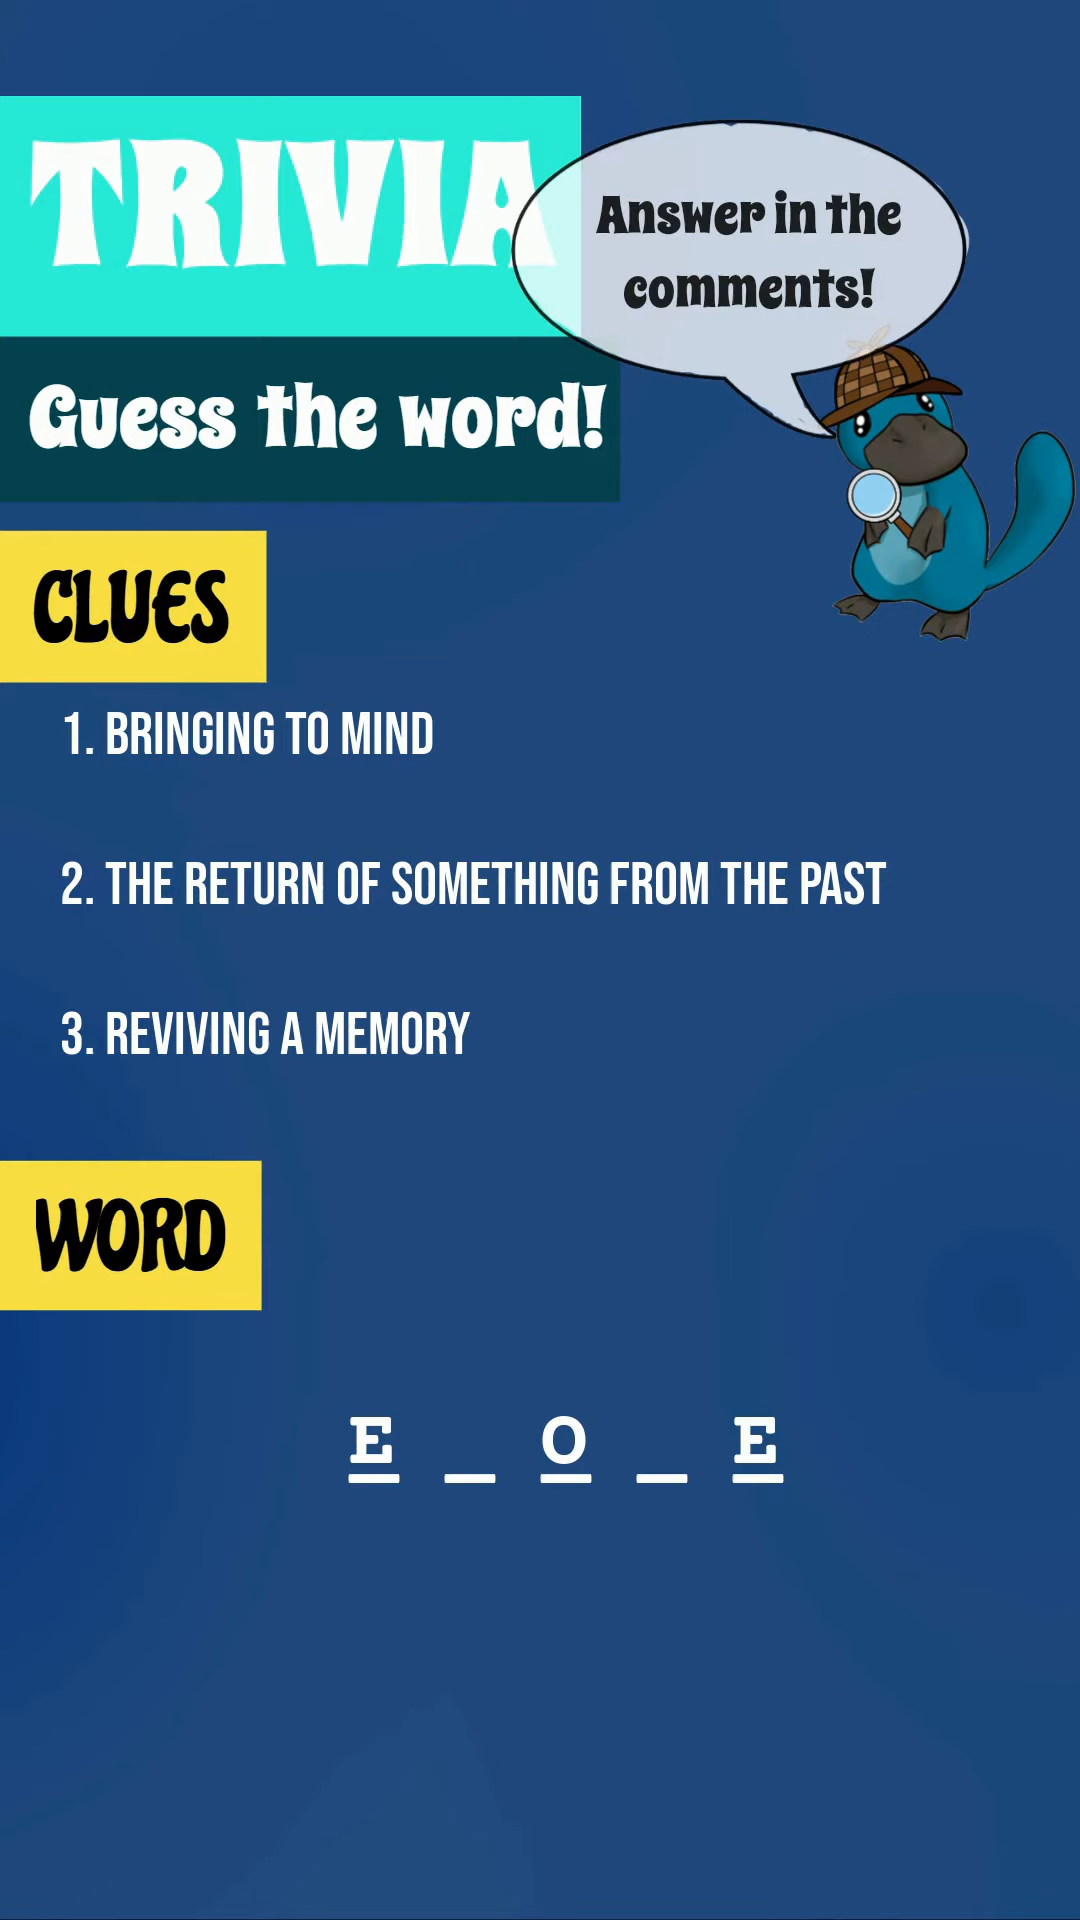 TRIVIA
Answer in the
comments!
Guess the word!
CLUES
1. BRINGING TO MIND
2. THE RETURN OF SOMETHING FROM THE PAST
3. REVIVING A MEMORY
WORD
E _ O _ E